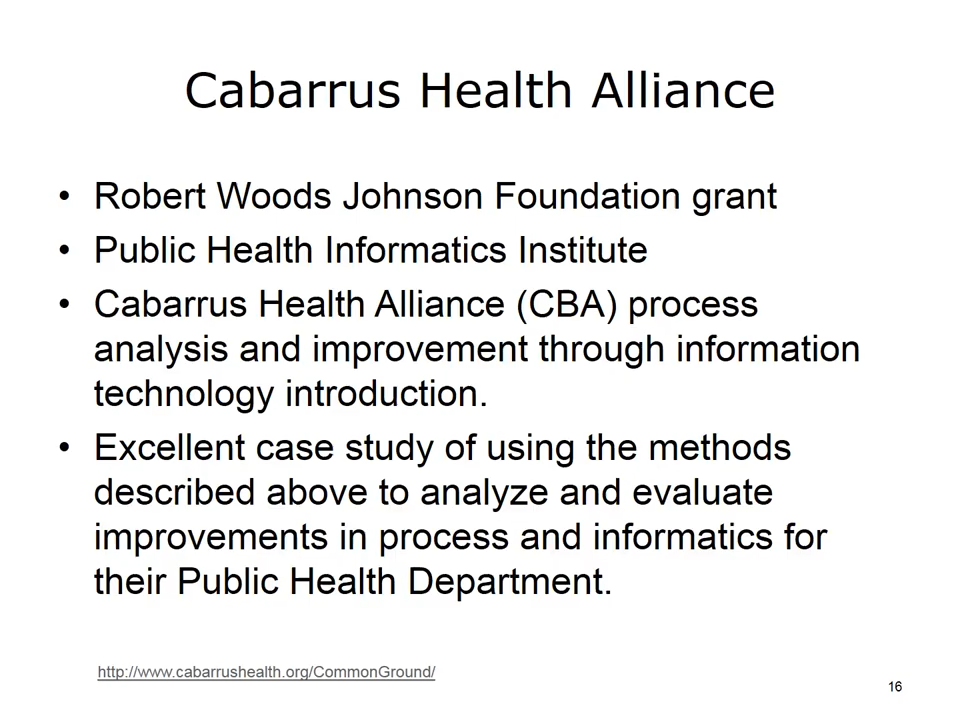 Cabarrus Health Alliance
• Robert Woods Johnson Foundation grant
• Public Health Informatics Institute
• Cabarrus Health Alliance (CBA) process
analysis and improvement through information
technology introduction.
• Excellent case study of using the methods
described above to analyze and evaluate
improvements in process and informatics for
their Public Health Department.
http://www.cabarrushealth.org/CommonGround/
16